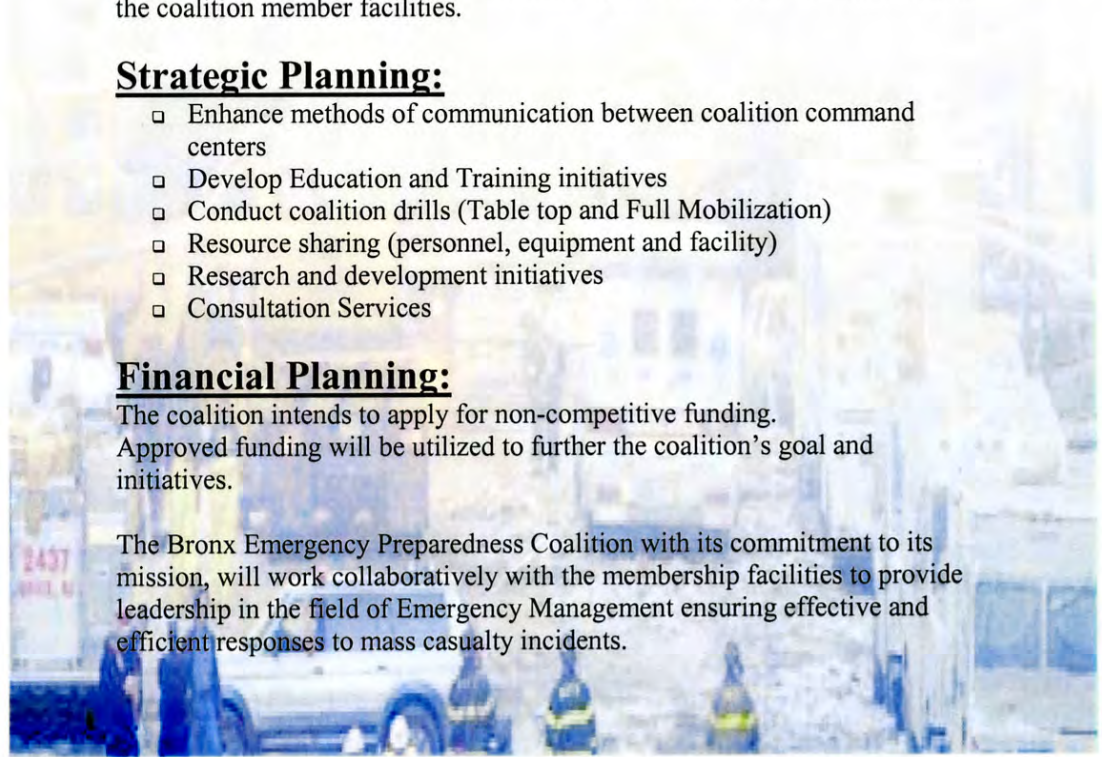 the coalition member facilities.
Strategic Planning:
❑ Enhance methods of communication between coalition command
centers
❑ Develop Education and Training initiatives
❑ Conduct coalition drills (Table top and Full Mobilization)
❑ Resource sharing (personnel, equipment and facility)
❑ Research and development initiatives
❑ Consultation Services
Financial Planning:
The coalition intends to apply for non-competitive funding.
Approved funding will be utilized to further the coalition's goal and
initiatives.
The Bronx Emergency Preparedness Coalition with its commitment to its
2437
mission, will work collaboratively with the membership facilities to provide
leadership in the field of Emergency Management ensuring effective and
efficient responses to mass casualty incidents.